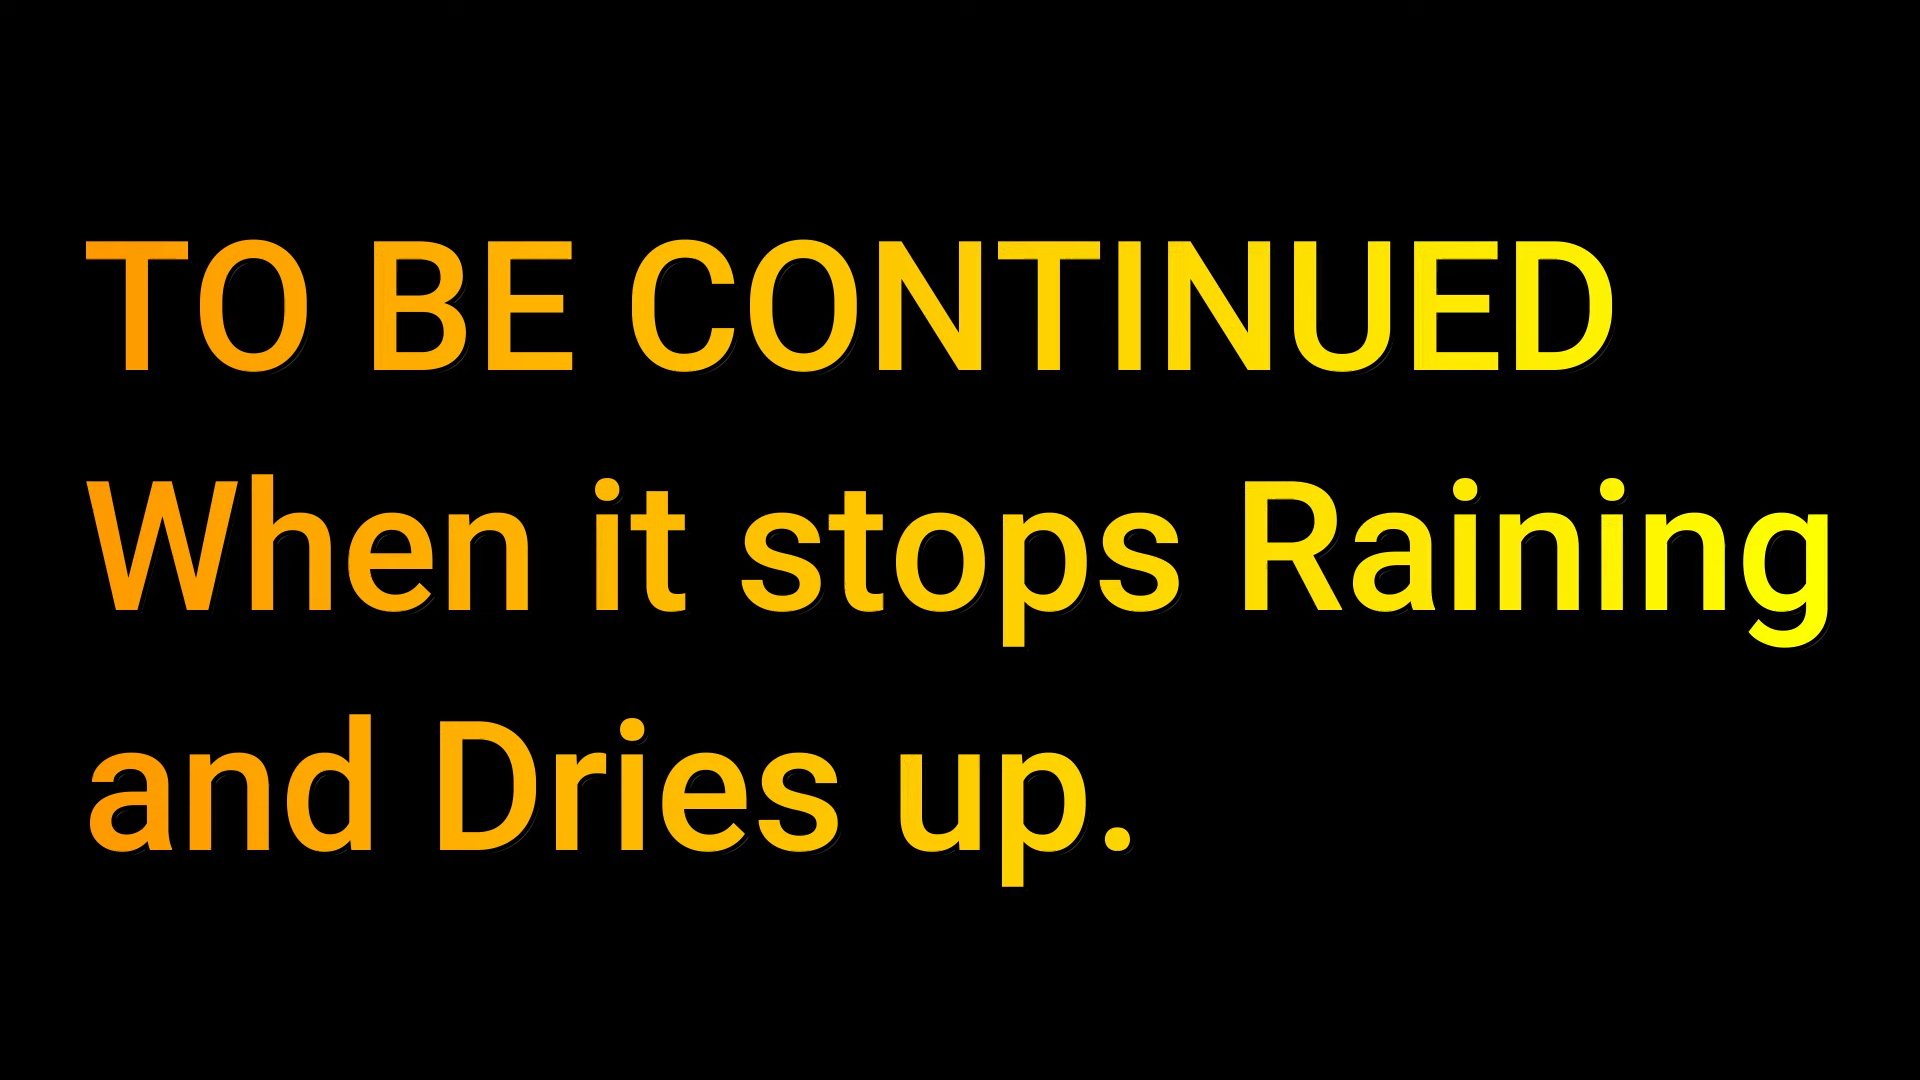 TO BE CONTINUED
When it stops Raining
and Dries up.